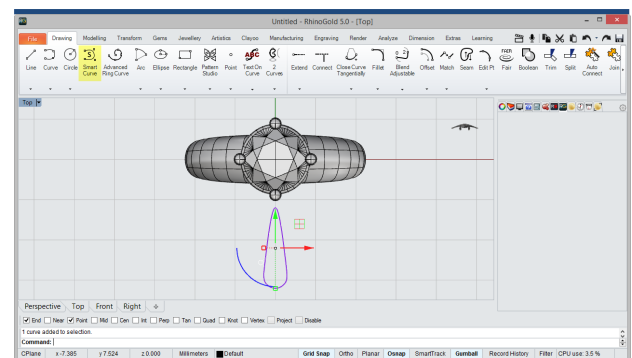 Untitled - RhinoGold 5.0 - [Top]
File Drawing Modelling Transform Gems Jewellery Artistics Clayoo Manufacturing Engraving Render Analyze Dimension Extras Learning
Line Curve Circle Smart Curve Advanced Ring Curve Arc Ellipse Rectangle Pattern Studio Point Text On Curve 2 Curves Extend Connect Close Curve Tangentially Fillet Blend Adjustable Offset Match Seam Edit Pt Fair Boolean Trim Split Auto Connect Join
Top
Perspective Top Front Right
End Near Point Mid Cen Int Perp Tan Quad Knot Vertex Project Disable
1 curve added to selection.
Command:
CPlane x -7.385 y 7.524 z 0.000 Millimeters Default Grid Snap Ortho Planar Osnap SmartTrack Gumball Record History Filter CPU use: 3.5 %